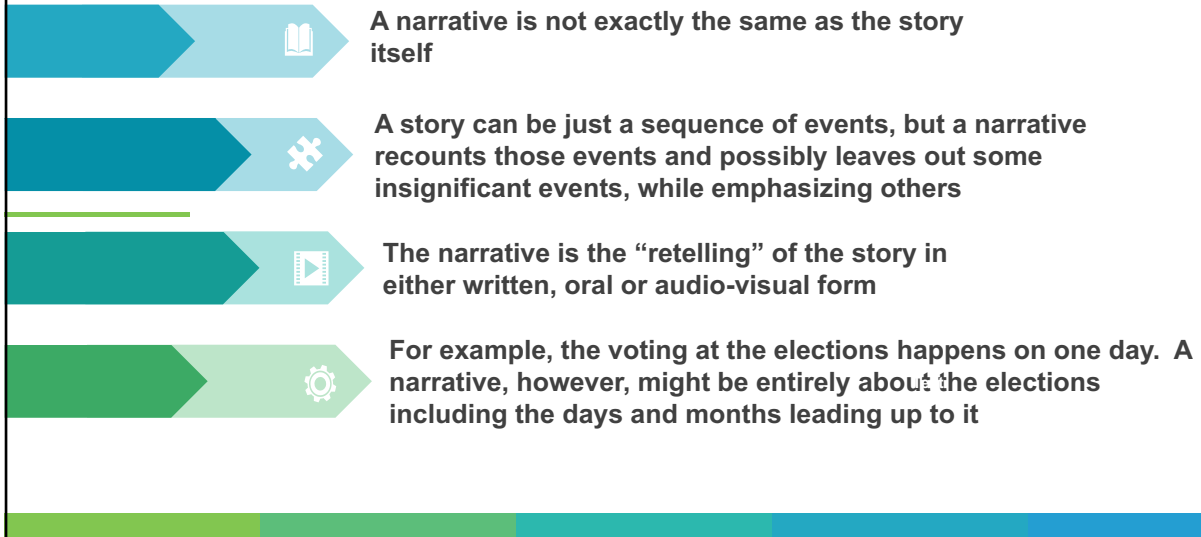 A narrative is not exactly the same as the story
itself
A story can be just a sequence of events, but a narrative
recounts those events and possibly leaves out some
insignificant events, while emphasizing others
The narrative is the “retelling” of the story in
either written, oral or audio-visual form
For example, the voting at the elections happens on one day.  A
narrative, however, might be entirely about the elections
including the days and months leading up to it